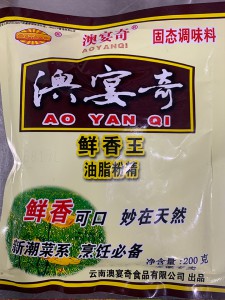 澳宴奇
AOYANQI
固态调味料
澳宴奇
AO YAN QI
鲜香王
油脂粉精
鲜香可口 妙在天然
新潮菜系 烹饪必备
净含量:200克
云南澳宴奇食品有限公司 出品